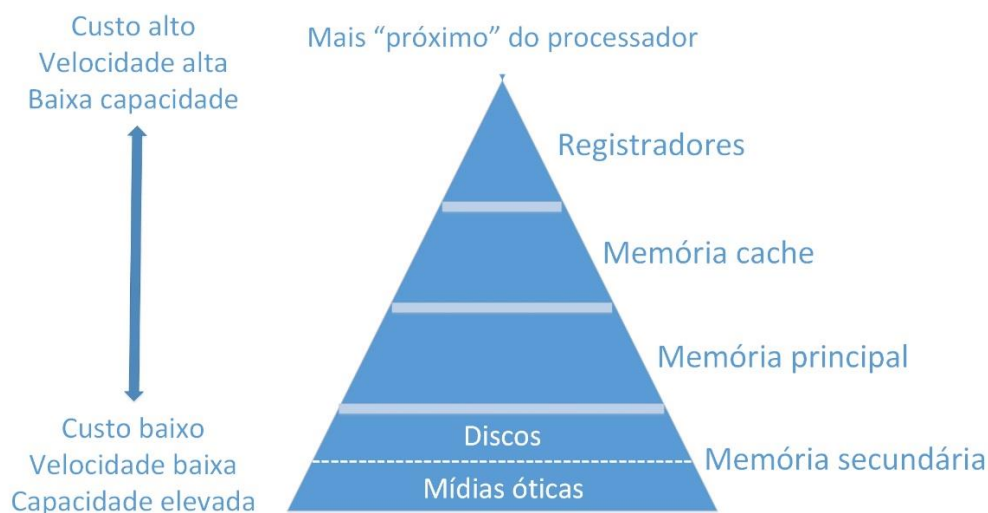 Custo alto
Velocidade alta
Baixa capacidade
Mais “próximo” do processador
Registradores
Memória cache
Memória principal
Custo baixo
Velocidade baixa
Capacidade elevada
Discos
Mídias óticas
Memória secundária